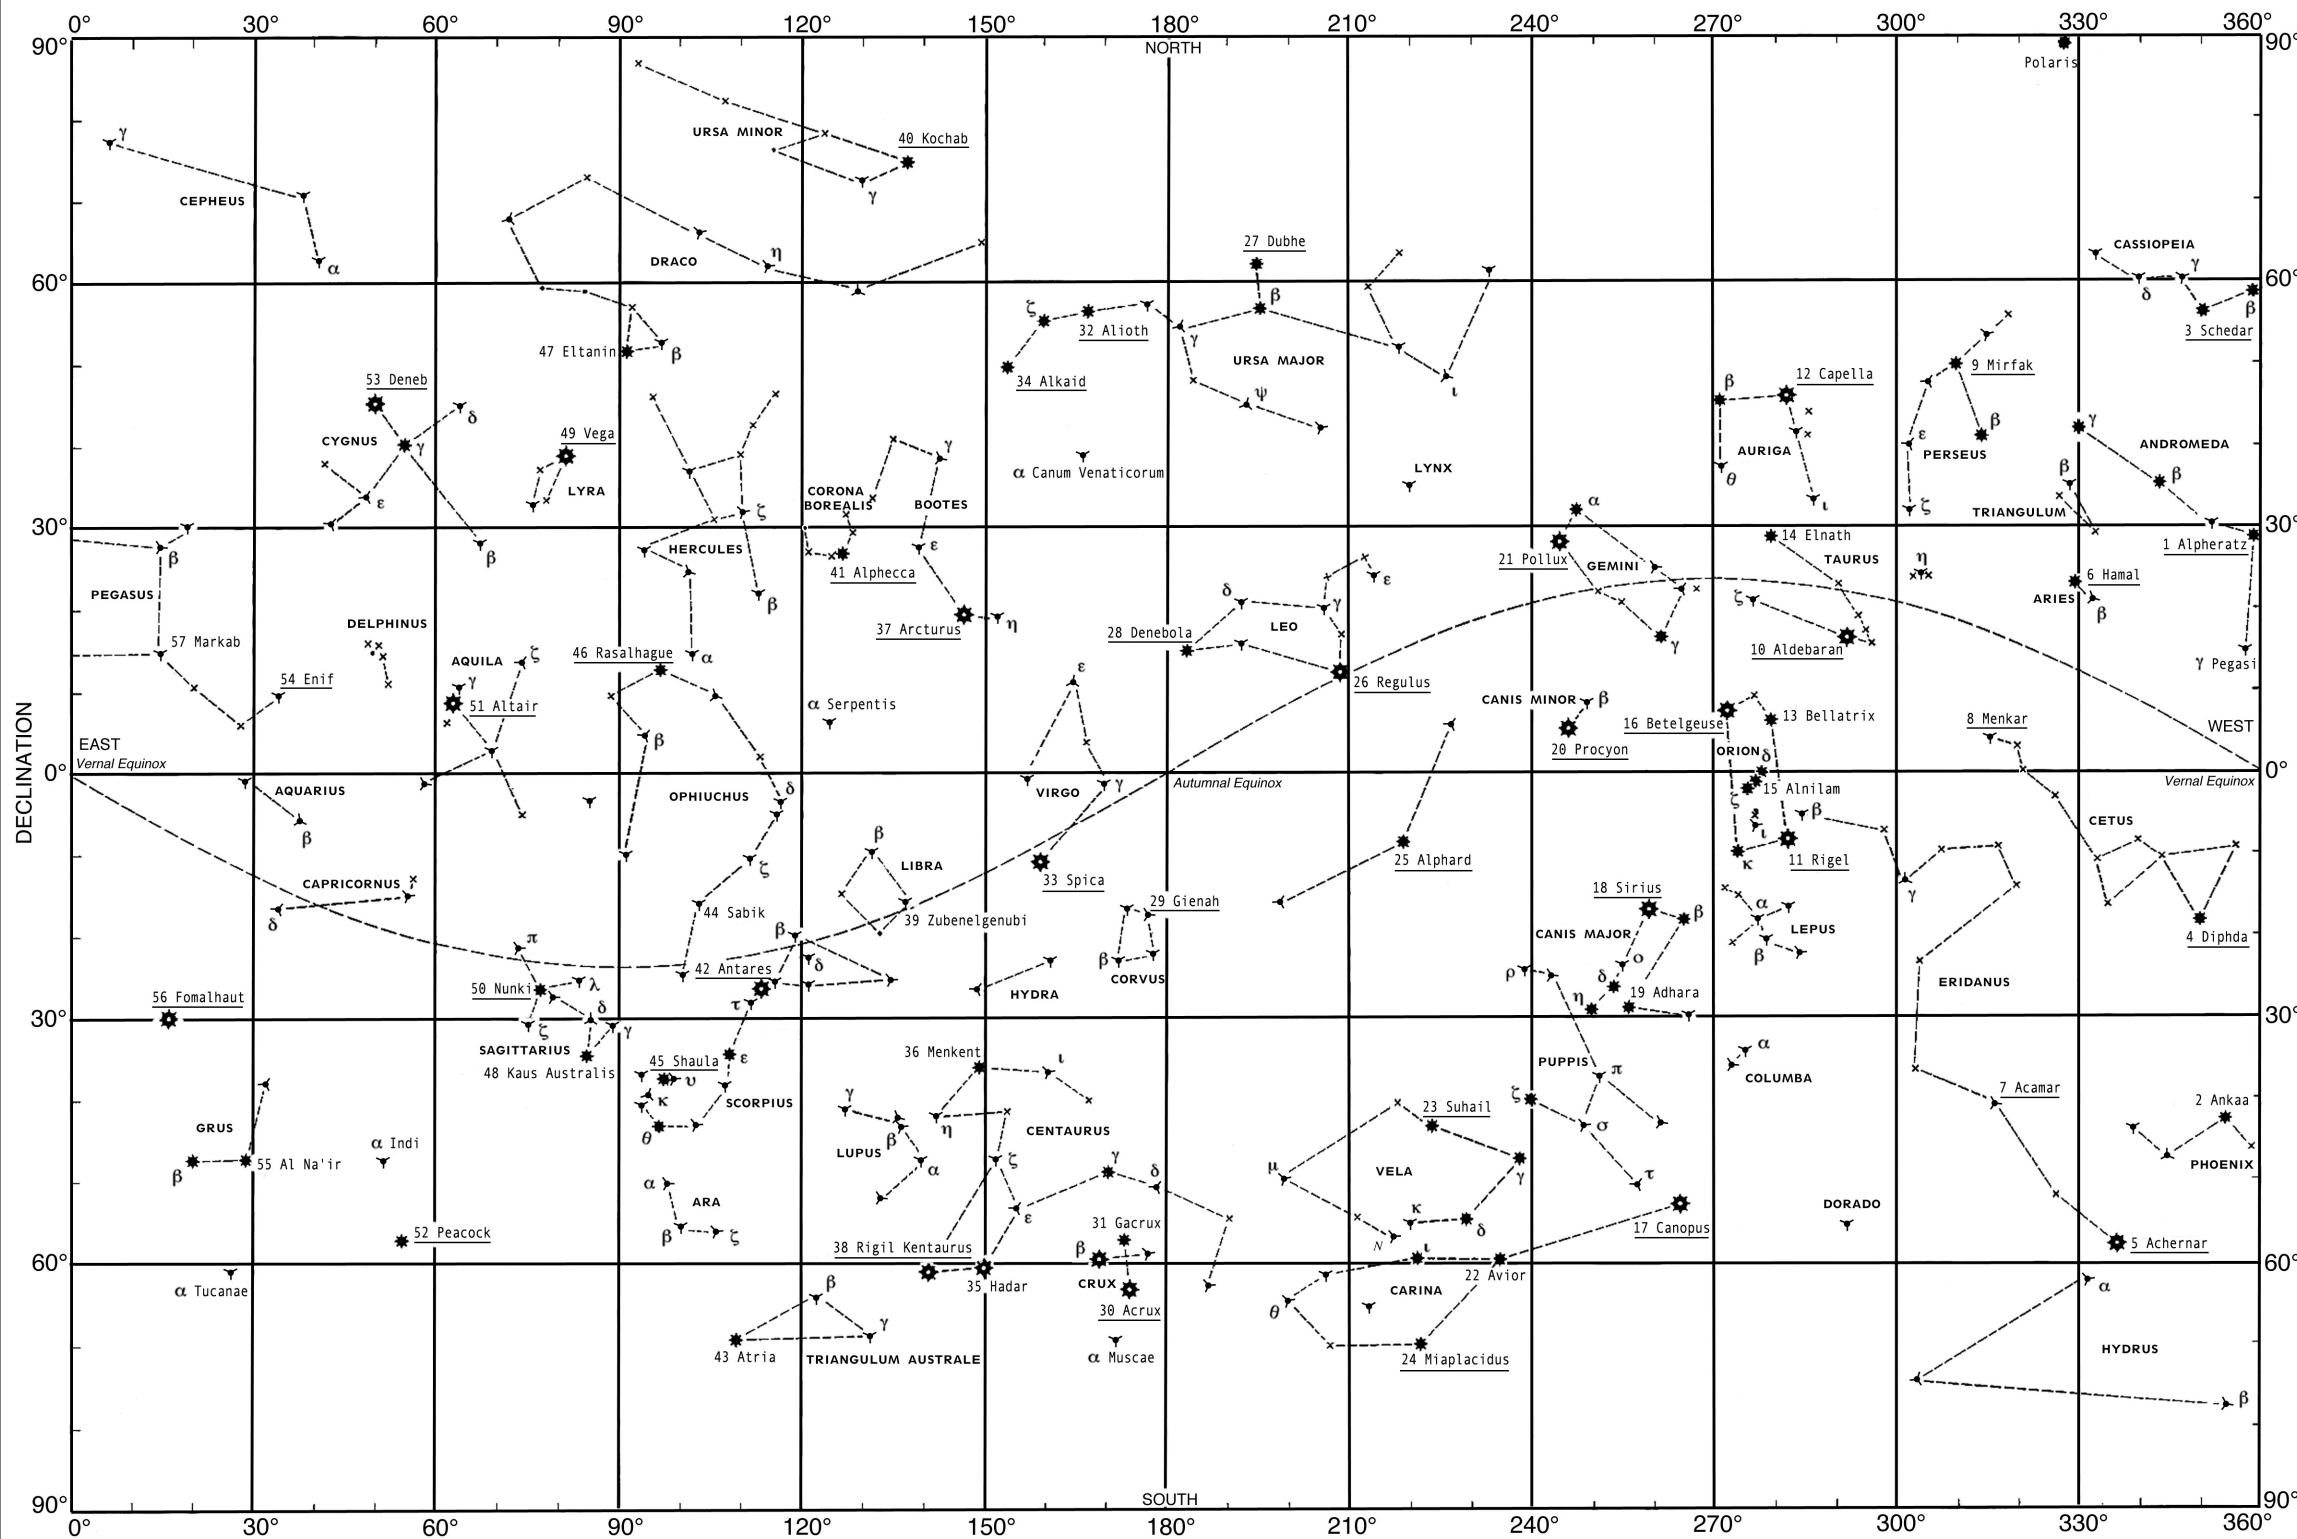 0° 30° 60° 90° 120° 150° 180° 210° 240° 270° 300° 330° 360°
90° NORTH 90°
Polaris
γ
URSA MINOR
40 Kochab
γ
CEPHEUS
α
DRACO
η
27 Dubhe
CASSIOPEIA
γ
δ
β
3 Schedar
60° 60°
ζ
32 Alioth
β
γ
URSA MAJOR
34 Alkaid
ψ
ι
47 Eltanin
β
9 Mirfak
β
ε
PERSEUS
ζ
12 Capella
β
AURIGA
θ
ι
53 Deneb
δ
CYGNUS
γ
ε
β
49 Vega
LYRA
γ
CORONA
BOREALIS
BOOTES
ε
α Canum Venaticorum
LYNX
γ
ANDROMEDA
β
β
TRIANGULUM
1 Alpheratz
30° 30°
ζ
HERCULES
β
α
41 Alphecca
α
21 Pollux
GEMINI
γ
14 Elnath
TAURUS
ζ
10 Aldebaran
η
6 Hamal
ARIES
β
γ Pegasi
β
PEGASUS
57 Markab
54 Enif
DELPHINUS
AQUILA
ζ
γ
51 Altair
46 Rasalhague
β
α Serpentis
37 Arcturus
η
28 Denebola
δ
γ
ε
LEO
26 Regulus
ε
CANIS MINOR
β
20 Procyon
16 Betelgeuse
13 Bellatrix
ORION
δ
15 Alnilam
ζ
ι
κ
11 Rigel
β
8 Menkar
DECLINATION
EAST
Vernal Equinox
WEST
0° 0°
Autumnal Equinox
Vernal Equinox
AQUARIUS
β
OPHIUCHUS
δ
ζ
VIRGO
γ
33 Spica
β
LIBRA
39 Zubenelgenubi
25 Alphard
CETUS
4 Diphda
γ
ERIDANUS
CAPRICORNUS
δ
44 Sabik
29 Gienah
β
CORVUS
HYDRA
18 Sirius
β
CANIS MAJOR
ο
δ
η
19 Adhara
ρ
α
LEPUS
β
π
50 Nunki
λ
δ
ζ
γ
SAGITTARIUS
48 Kaus Australis
42 Antares
β
δ
τ
ε
56 Fomalhaut
30° 30°
45 Shaula
υ
κ
θ
SCORPIUS
36 Menkent
ι
η
CENTAURUS
ζ
γ
δ
ε
γ
β
LUPUS
α
PUPPIS
π
ζ
σ
τ
23 Suhail
VELA
μ
γ
κ
δ
N
α
COLUMBA
7 Acamar
2 Ankaa
PHOENIX
GRUS
β
55 Al Na'ir
α Indi
52 Peacock
α
ARA
β
ζ
31 Gacrux
β
CRUX
30 Acrux
38 Rigil Kentaurus
35 Hadar
17 Canopus
DORADO
5 Achernar
60° 60°
α Tucanae
β
γ
43 Atria
TRIANGULUM AUSTRALE
α Muscae
ι
22 Avior
CARINA
θ
24 Miaplacidus
α
HYDRUS
β
90° SOUTH 90°
0° 30° 60° 90° 120° 150° 180° 210° 240° 270° 300° 330° 360°